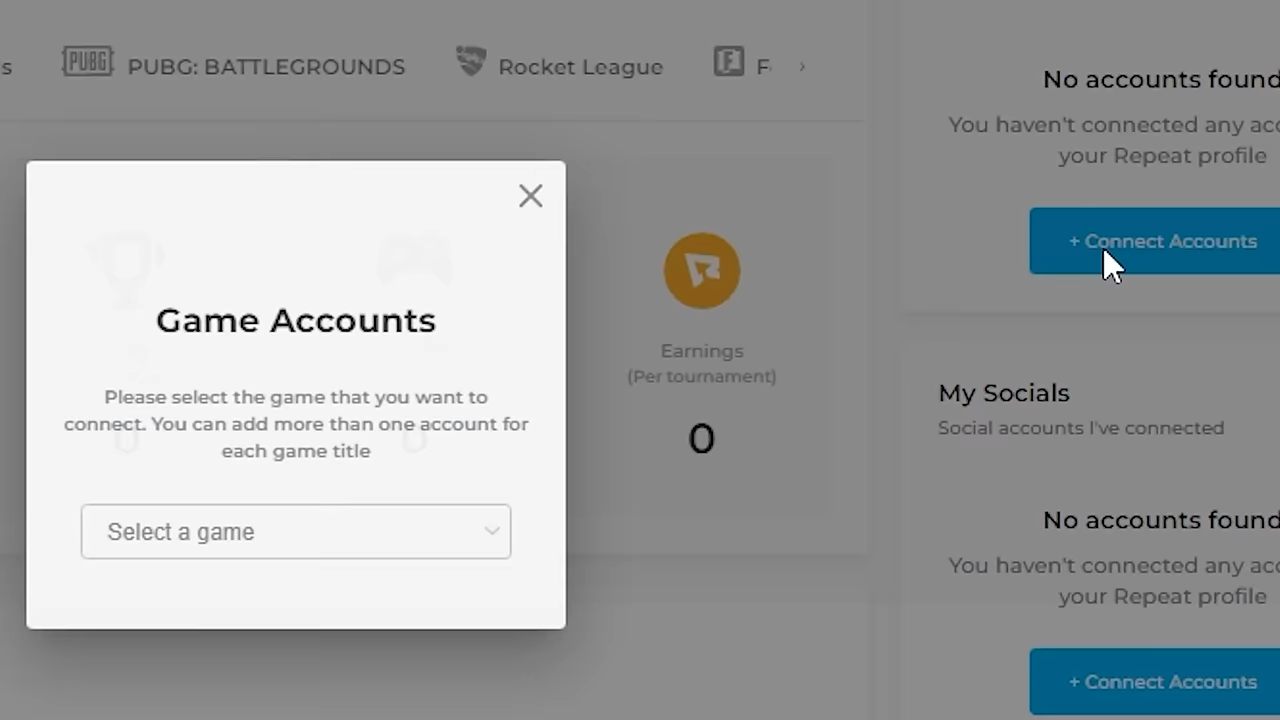 s
PUBG
PUBG: BATTLEGROUNDS
Rocket League
F
No accounts found
You haven't connected any acc
your Repeat profile
+ Connect Accounts
Game Accounts
Please select the game that you want to
connect. You can add more than one account for
each game title
Select a game
0
0
Earnings
(Per tournament)
0
My Socials
Social accounts I've connected
No accounts found
You haven't connected any acc
your Repeat profile
+ Connect Accounts